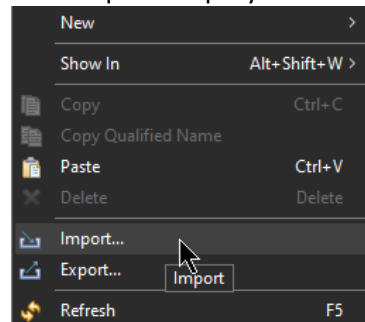 New >
Show In Alt+Shift+W >
Copy Ctrl+C
Copy Qualified Name
Paste Ctrl+V
Delete Delete
Import...
Export...
Import
Refresh F5